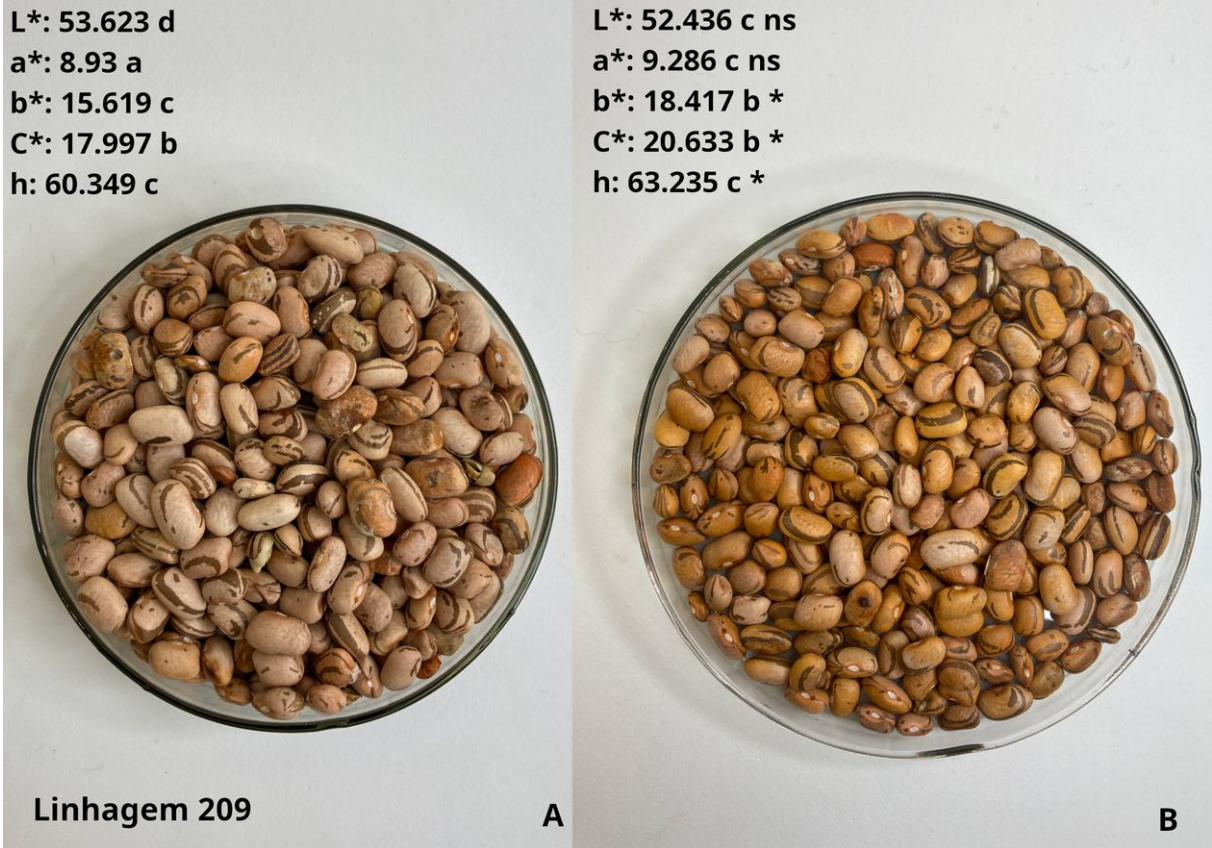 L*: 53.623 d
a*: 8.93 a
b*: 15.619 c
C*: 17.997 b
h: 60.349 c
L*: 52.436 c ns
a*: 9.286 c ns
b*: 18.417 b *
C*: 20.633 b *
h: 63.235 c *
Linhagem 209
A
B